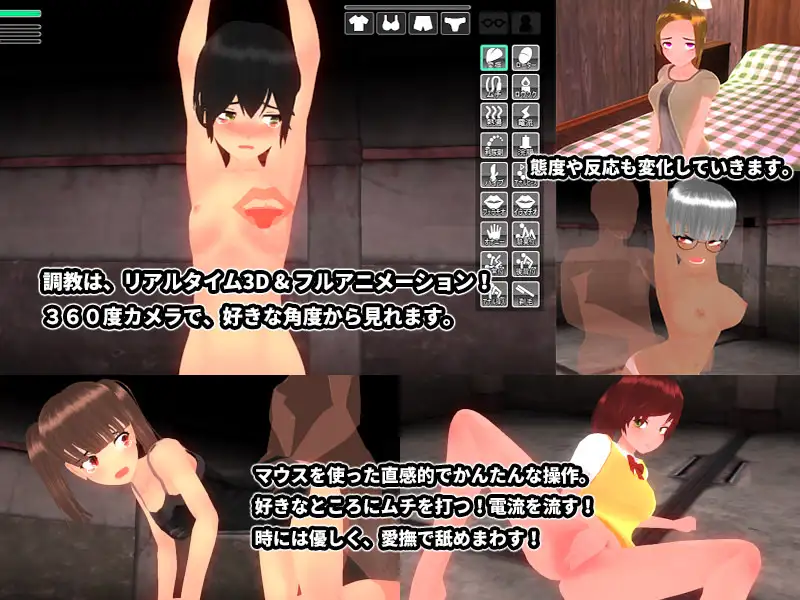 態度や反応も変化していきます。
調教は、リアルタイム3D＆フルアニメーション！
３６０度カメラで、好きな角度から見れます。
マウスを使った直感的でかんたんな操作。
好きなところにムチを打つ！電流を流す！
時には優しく、愛撫で舐めまわす！